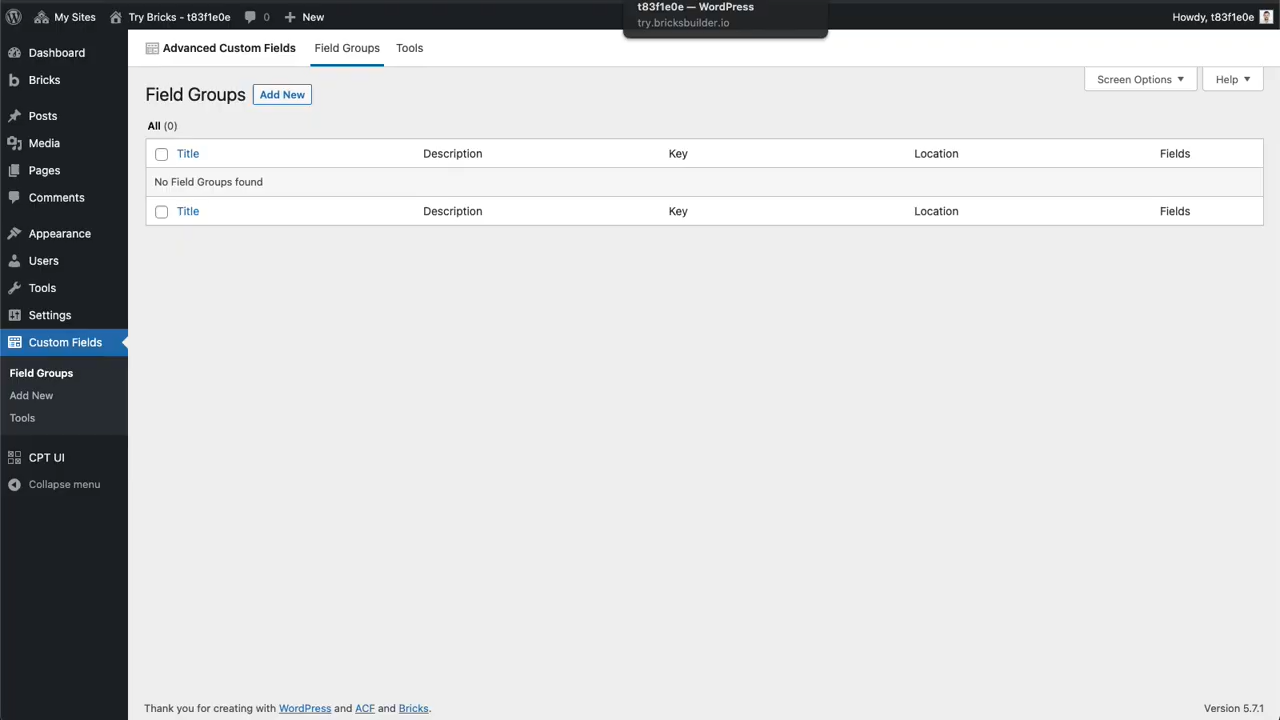 My Sites
Try Bricks - t83f1e0e
0
New
t83f1e0e — WordPress
try.bricksbuilder.io
Howdy, t83f1e0e
Dashboard
Bricks
Posts
Media
Pages
Comments
Appearance
Users
Tools
Settings
Custom Fields
Field Groups
Add New
Tools
CPT UI
Collapse menu
Advanced Custom Fields
Field Groups
Tools
Screen Options
Help
Field Groups
Add New
All (0)
Title Description Key Location Fields
No Field Groups found
Title Description Key Location Fields
Thank you for creating with WordPress and ACF and Bricks.
Version 5.7.1